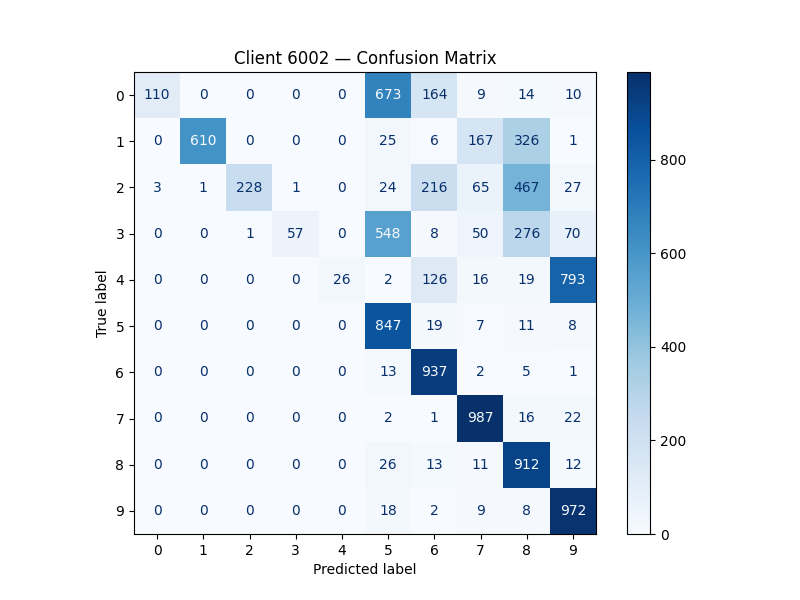 Client 6002 — Confusion Matrix
0 110 0 0 0 0 673 164 9 14 10
1 0 610 0 0 0 25 6 167 326 1
2 3 1 228 1 0 24 216 65 467 27
3 0 0 1 57 0 548 8 50 276 70
4 0 0 0 0 26 2 126 16 19 793
5 0 0 0 0 0 847 19 7 11 8
6 0 0 0 0 0 13 937 2 5 1
7 0 0 0 0 0 2 1 987 16 22
8 0 0 0 0 0 26 13 11 912 12
9 0 0 0 0 0 18 2 9 8 972
0 1 2 3 4 5 6 7 8 9
Predicted label
True label
800
600
400
200
0